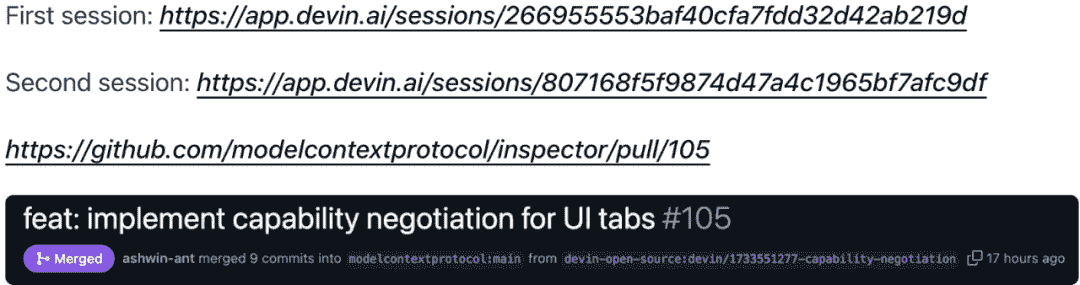 First session: https://app.devin.ai/sessions/266955553baf40cfa7fdd32d42ab219d
Second session: https://app.devin.ai/sessions/807168f5f9874d47a4c1965bf7afc9df
https://github.com/modelcontextprotocol/inspector/pull/105
feat: implement capability negotiation for UI tabs #105
Merged ashwin-ant merged 9 commits into modelcontextprotocol:main from devin-open-source:devin/1733551277-capability-negotiation 17 hours ago